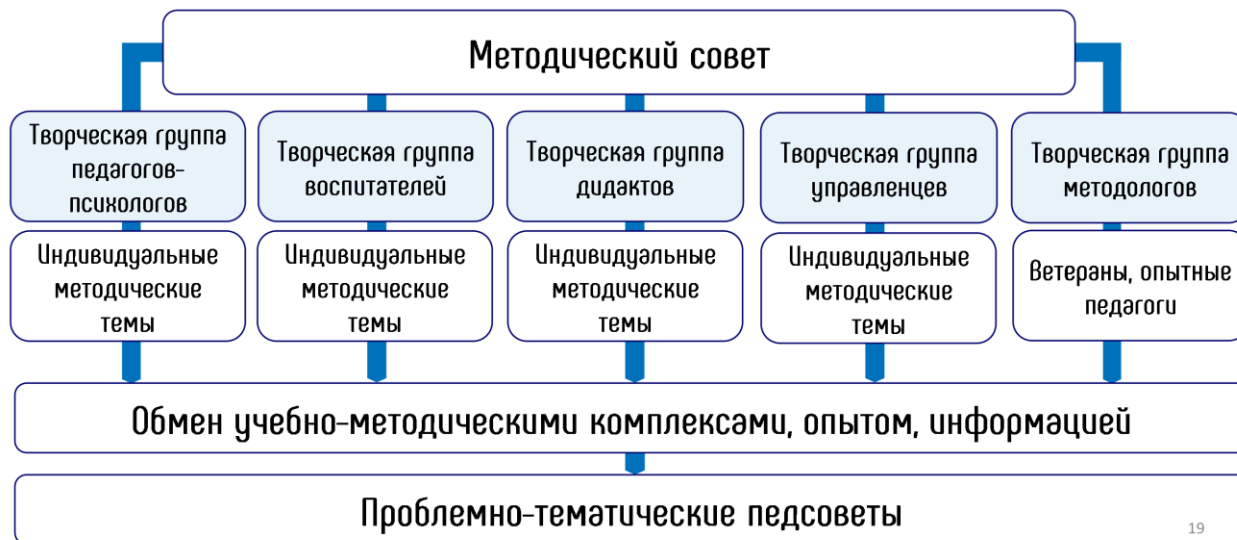 Методический совет
Творческая группа
педагогов-
психологов
Творческая группа
воспитателей
Творческая группа
дидактов
Творческая группа
управленцев
Творческая группа
методологов
Индивидуальные
методические
темы
Индивидуальные
методические
темы
Индивидуальные
методические
темы
Индивидуальные
методические
темы
Ветераны, опытные
педагоги
Обмен учебно-методическими комплексами, опытом, информацией
Проблемно-тематические педсоветы
19